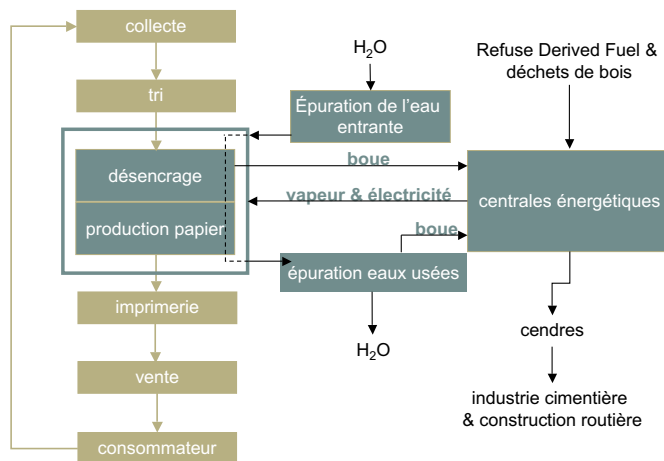 collecte
tri
désencrage
production papier
imprimerie
vente
consommateur
H₂O
Épuration de l'eau
entrante
boue
vapeur & électricité
boue
épuration eaux usées
H₂O
Refuse Derived Fuel &
déchets de bois
centrales énergétiques
cendres
industrie cimentière
& construction routière